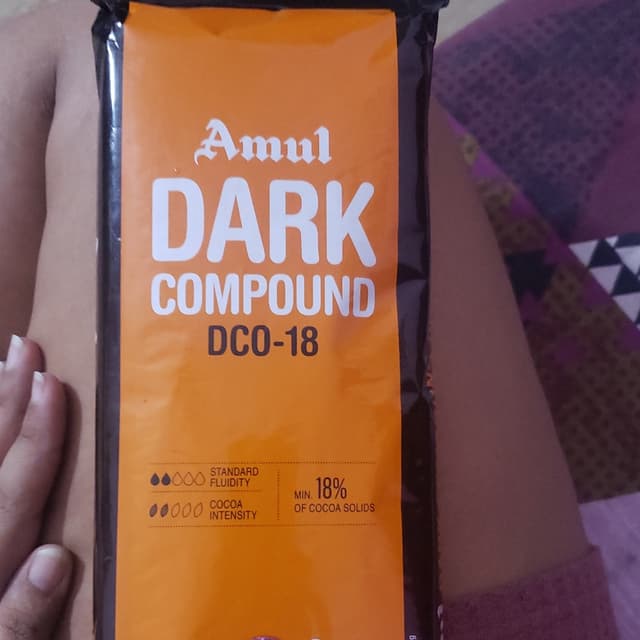 Amul
DARK
COMPOUND
DCO-18
STANDARD
FLUIDITY
COCOA
INTENSITY
MIN. 18%
OF COCOA SOLIDS